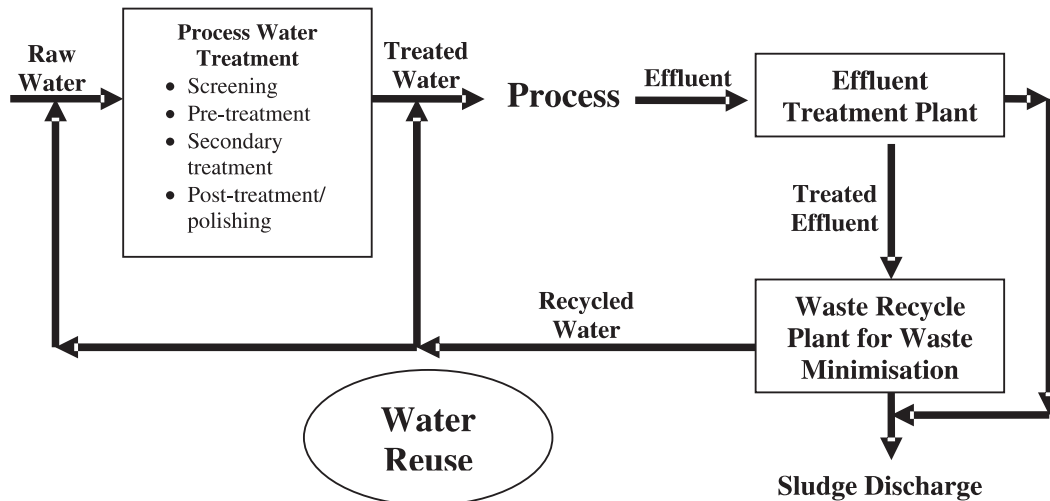 Raw
Water
Process Water
Treatment
• Screening
• Pre-treatment
• Secondary
treatment
• Post-treatment/
polishing
Treated
Water
Process
Effluent
Effluent
Treatment Plant
Treated
Effluent
Waste Recycle
Plant for Waste
Minimisation
Recycled
Water
Water
Reuse
Sludge Discharge